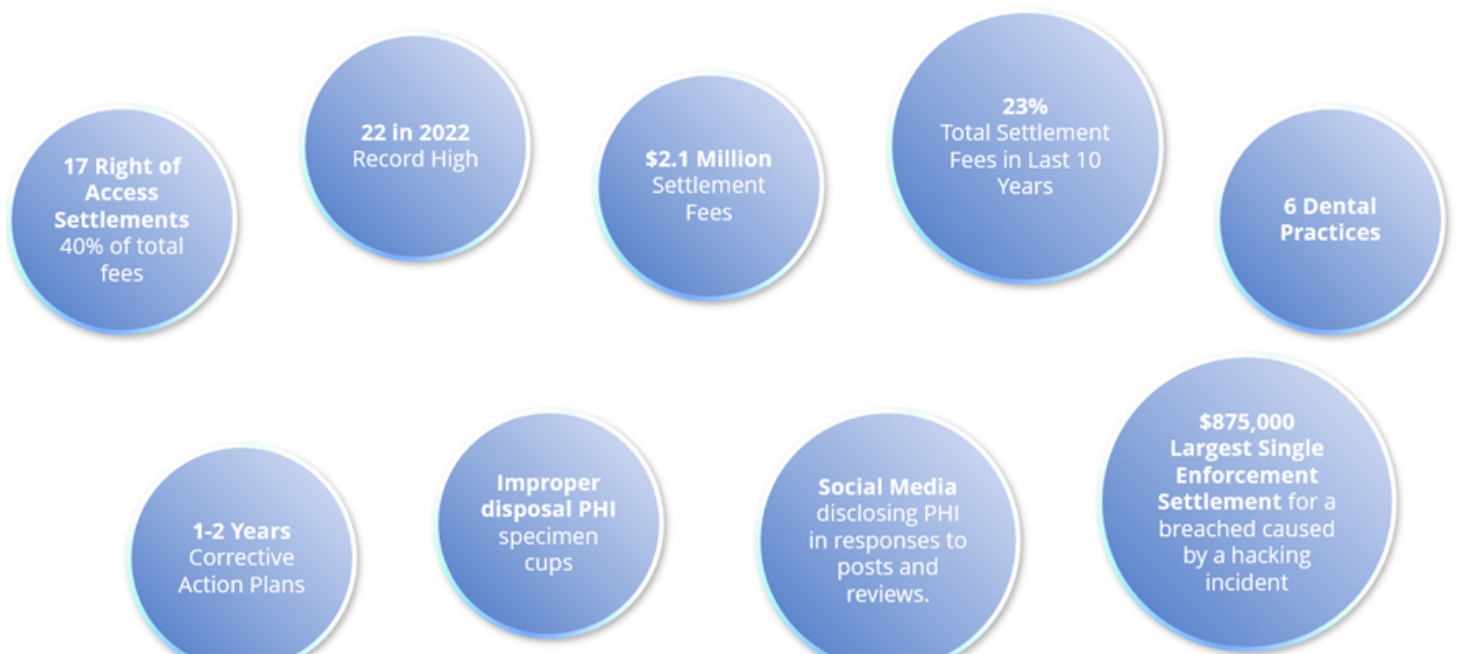 17 Right of
Access
Settlements
40% of total
fees
22 in 2022
Record High
$2.1 Million
Settlement
Fees
23%
Total Settlement
Fees in Last 10
Years
6 Dental
Practices
1-2 Years
Corrective
Action Plans
Improper
disposal PHI
specimen
cups
Social Media
disclosing PHI
in responses to
posts and
reviews.
$875,000
Largest Single
Enforcement
Settlement for a
breached caused
by a hacking
incident